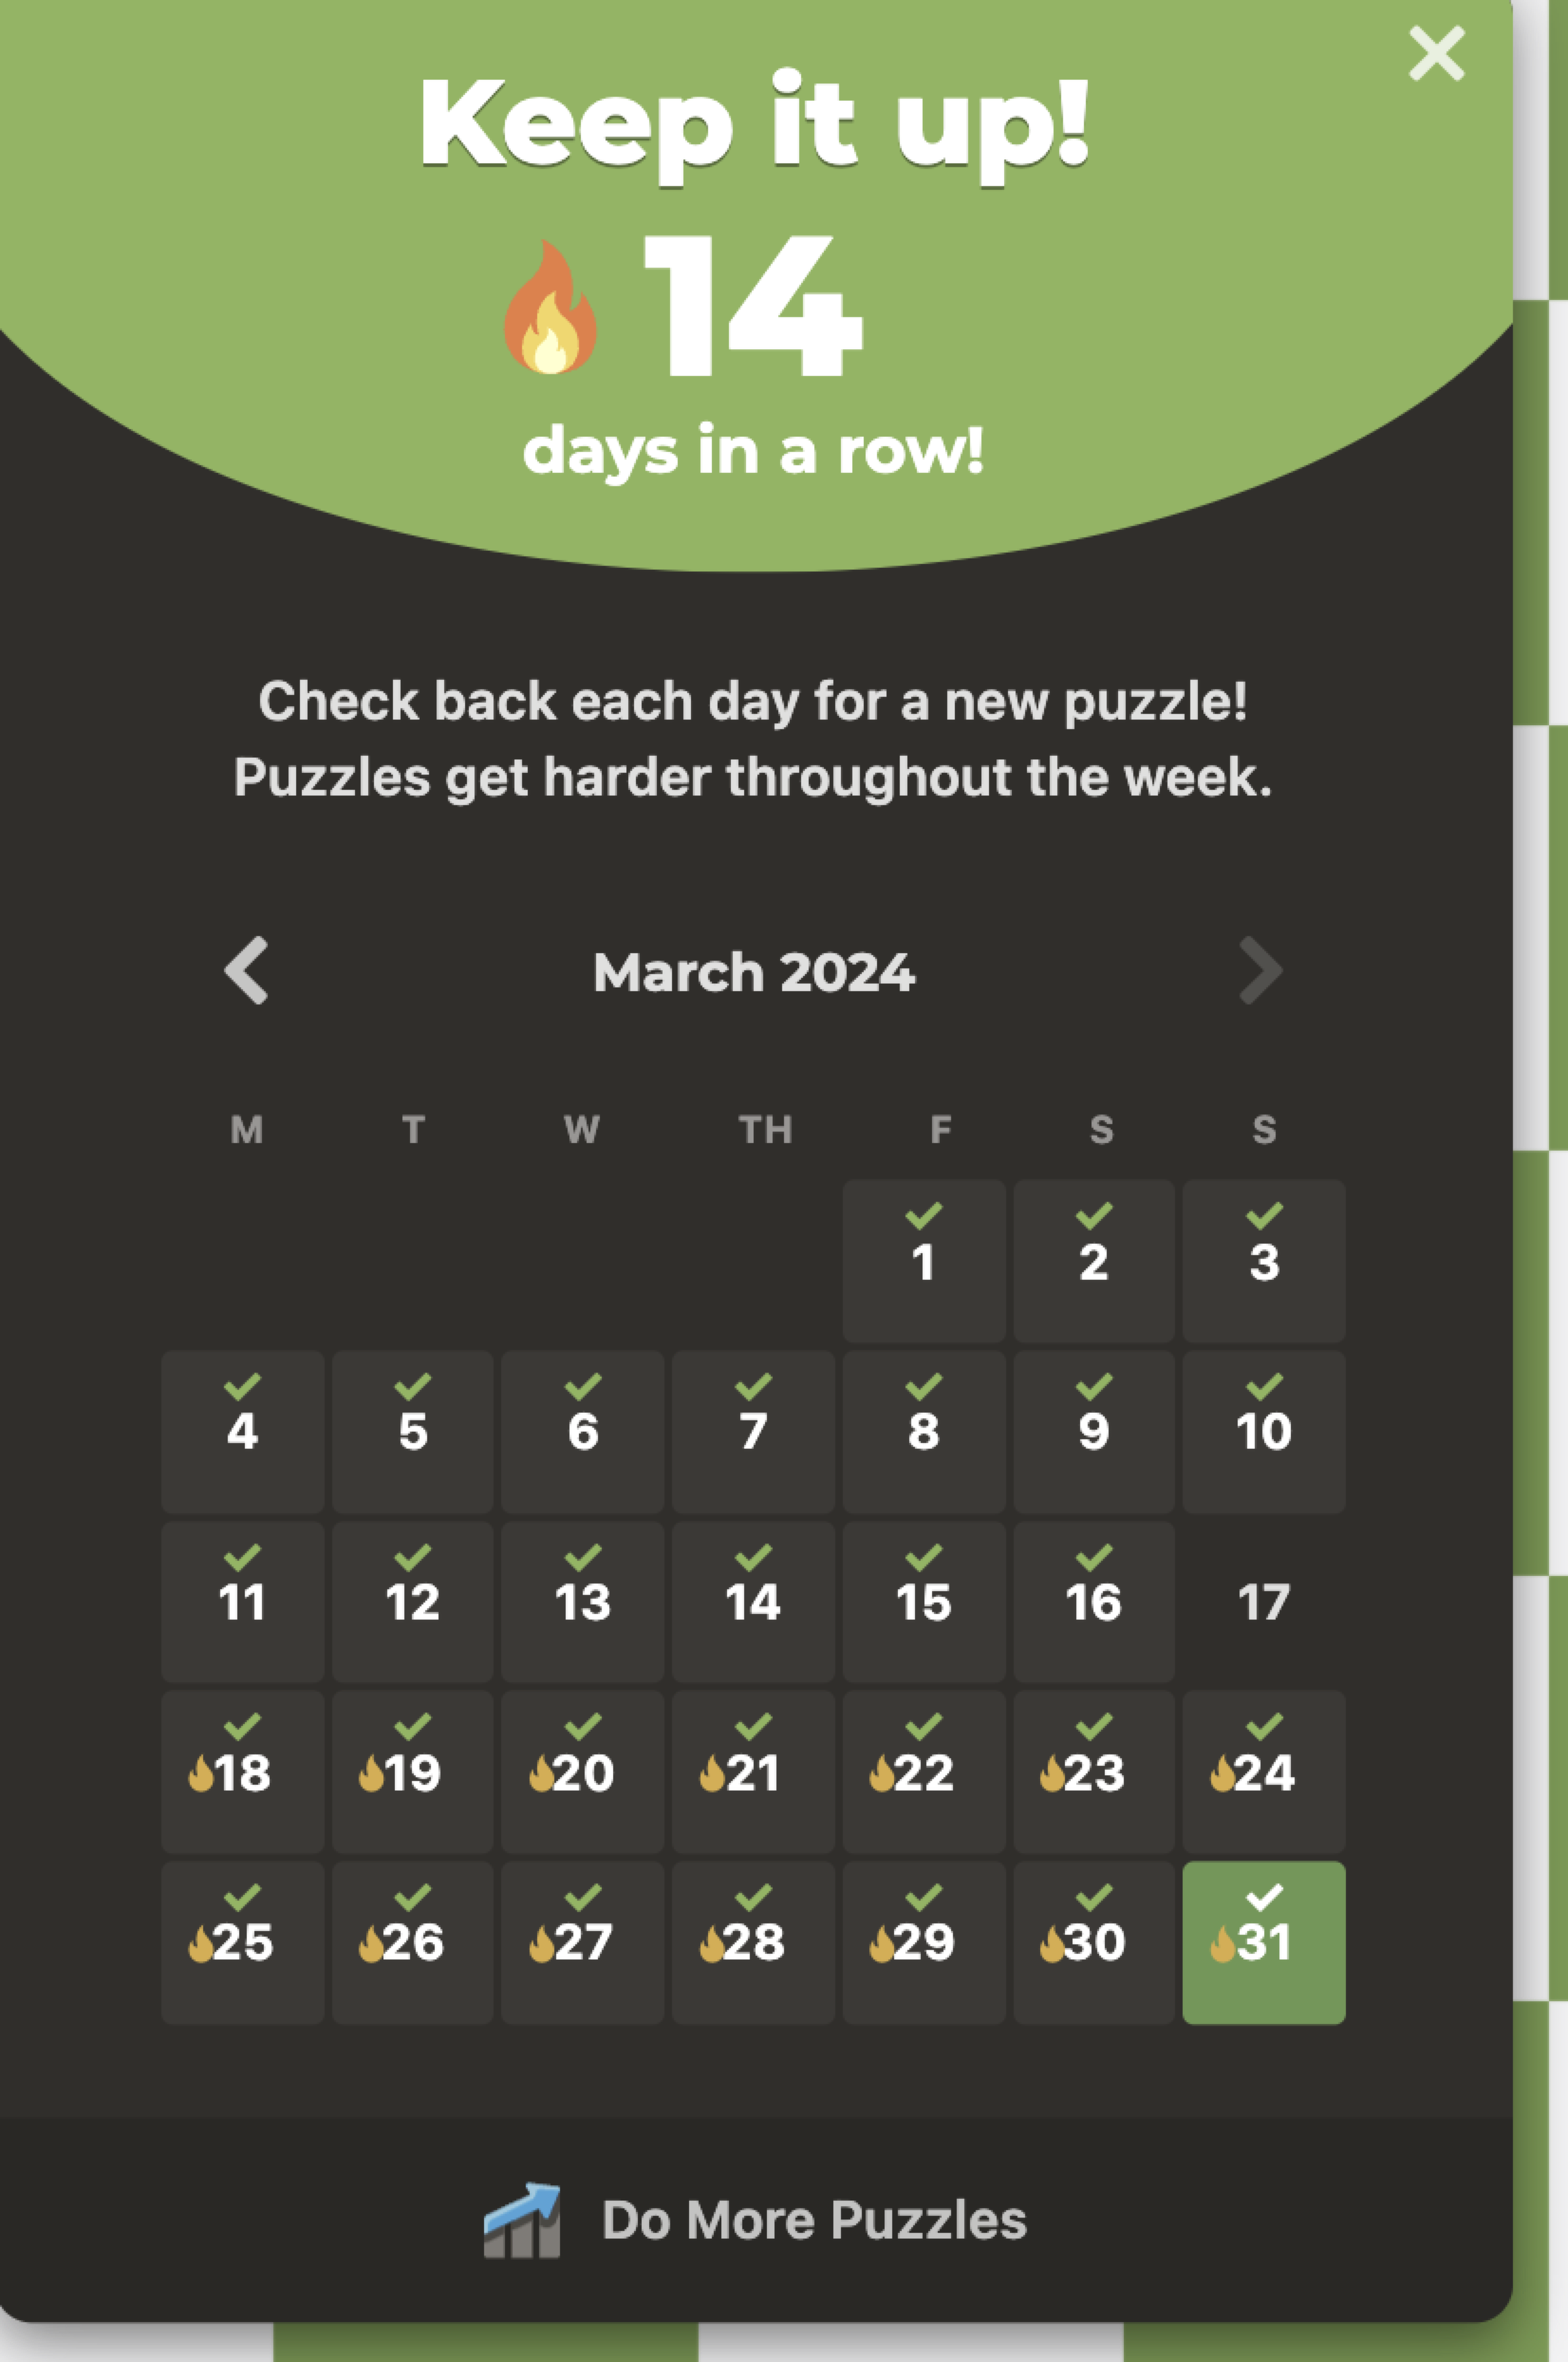 Keep it up!
14
days in a row!
Check back each day for a new puzzle!
Puzzles get harder throughout the week.
March 2024
M T W TH F S S
1 2 3
4 5 6 7 8 9 10
11 12 13 14 15 16 17
18 19 20 21 22 23 24
25 26 27 28 29 30 31
Do More Puzzles